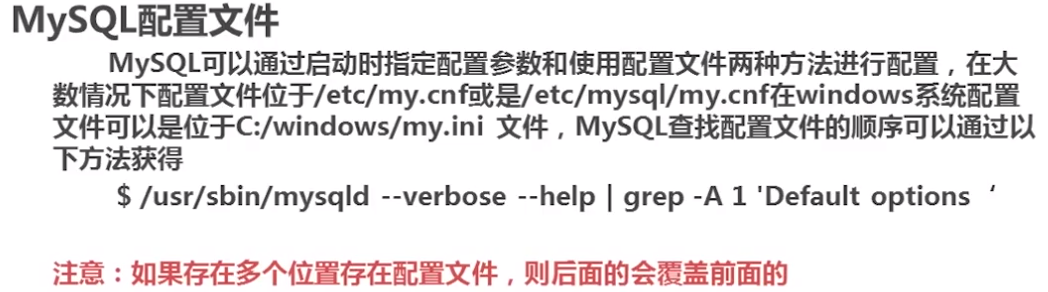 MySQL配置文件
MySQL可以通过启动时指定配置参数和使用配置文件两种方法进行配置，在大
数情况下配置文件位于/etc/my.cnf或是/etc/mysql/my.cnf在windows系统配置
文件可以是位于C:/windows/my.ini 文件，MySQL查找配置文件的顺序可以通过以
下方法获得
$ /usr/sbin/mysqld --verbose --help | grep -A 1 'Default options ‘
注意：如果存在多个位置存在配置文件，则后面的会覆盖前面的